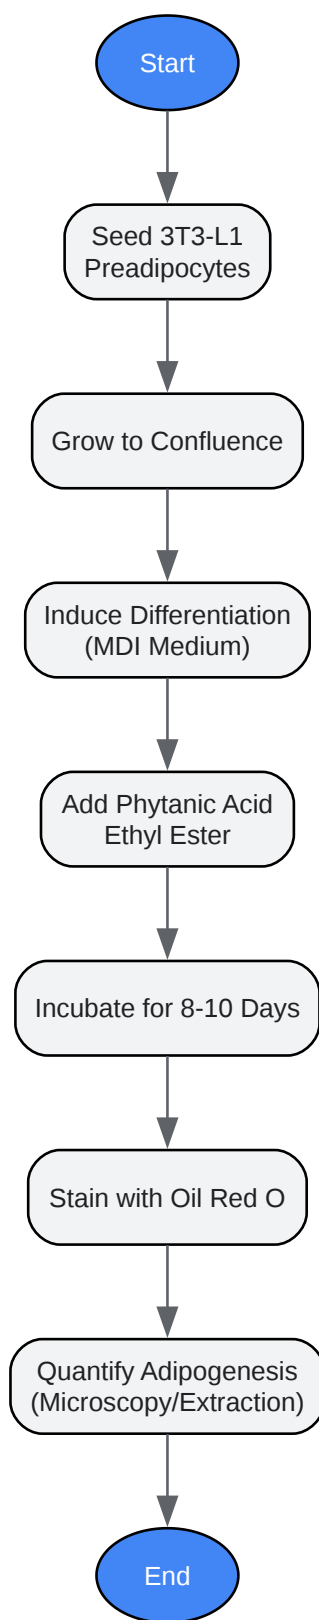 Start
Seed 3T3-L1
Preadipocytes
Grow to Confluence
Induce Differentiation
(MDI Medium)
Add Phytanic Acid
Ethyl Ester
Incubate for 8-10 Days
Stain with Oil Red O
Quantify Adipogenesis
(Microscopy/Extraction)
End